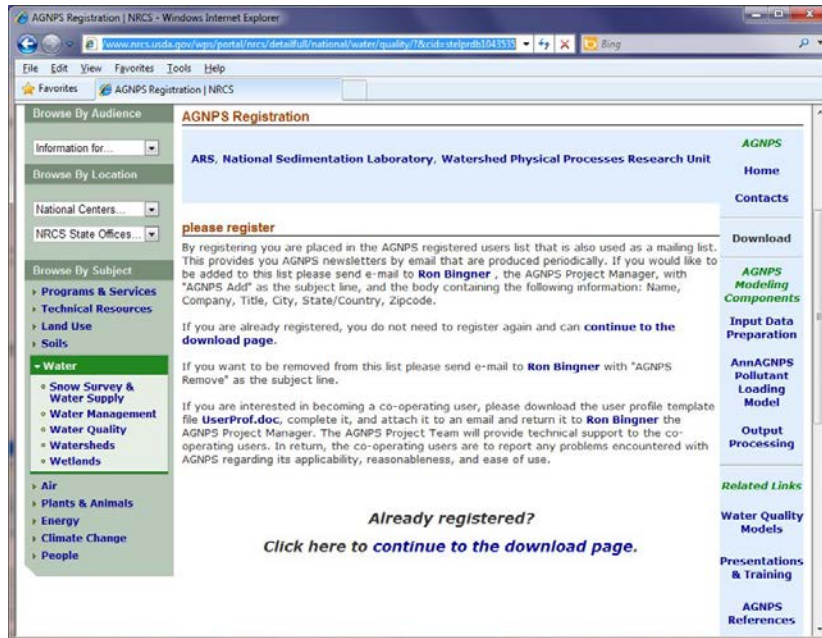 AGNPS Registration | NRCS - Windows Internet Explorer
/www.nrcs.usda.gov/wps/portal/nrcs/detailfull/national/water/quality/?&cid=stelprdb1043535
Bing
File Edit View Favorites Tools Help
Favorites
AGNPS Registration | NRCS
Browse By Audience
Information for...
Browse By Location
National Centers...
NRCS State Offices...
Browse By Subject
Programs & Services
Technical Resources
Land Use
Soils
Water
Snow Survey &
Water Supply
Water Management
Water Quality
Watersheds
Wetlands
Air
Plants & Animals
Energy
Climate Change
People
AGNPS Registration
ARS, National Sedimentation Laboratory, Watershed Physical Processes Research Unit
please register
By registering you are placed in the AGNPS registered users list that is also used as a mailing list.
This provides you AGNPS newsletters by email that are produced periodically. If you would like to
be added to this list please send e-mail to Ron Bingner , the AGNPS Project Manager, with
"AGNPS Add" as the subject line, and the body containing the following information: Name,
Company, Title, City, State/Country, Zipcode.
If you are already registered, you do not need to register again and can continue to the
download page.
If you want to be removed from this list please send e-mail to Ron Bingner with "AGNPS
Remove" as the subject line.
If you are interested in becoming a co-operating user, please download the user profile template
file UserProf.doc, complete it, and attach it to an email and return it to Ron Bingner the
AGNPS Project Manager. The AGNPS Project Team will provide technical support to the co-
operating users. In return, the co-operating users are to report any problems encountered with
AGNPS regarding its applicability, reasonableness, and ease of use.
Already registered?
Click here to continue to the download page.
AGNPS
Home
Contacts
Download
AGNPS
Modeling
Components
Input Data
Preparation
AnnAGNPS
Pollutant
Loading
Model
Output
Processing
Related Links
Water Quality
Models
Presentations
& Training
AGNPS
References